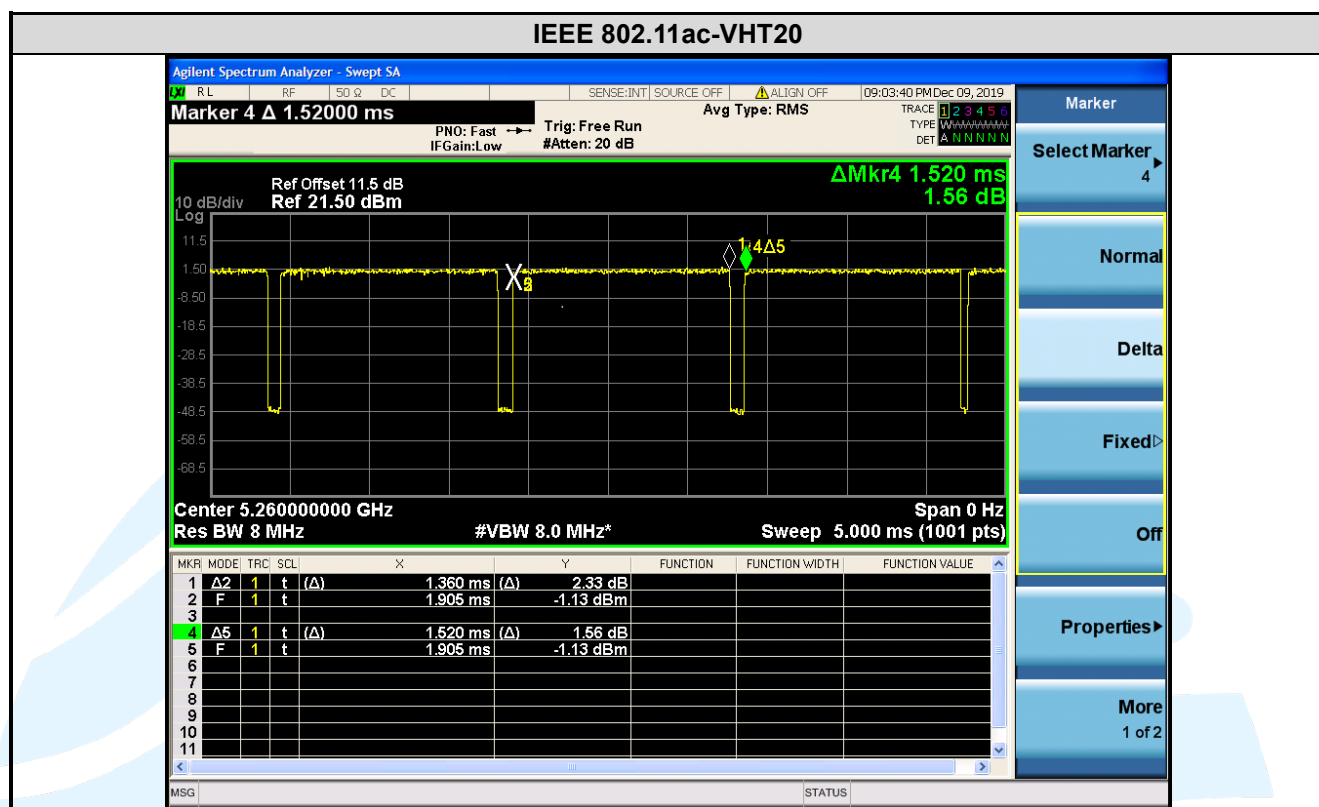 IEEE 802.11ac-VHT20
Agilent Spectrum Analyzer - Swept SA
LXI RL RF 50 Ω DC SENSE:INT SOURCE OFF ALIGN OFF 09:03:40 PM Dec 09, 2019
Marker 4 Δ 1.52000 ms
PNO: Fast
IFGain:Low
Trig: Free Run
#Atten: 20 dB
Avg Type: RMS
TRACE 1 2 3 4 5 6
TYPE WWWWWW
DET A N N N N N
ΔMkr4 1.520 ms
1.56 dB
Ref Offset 11.5 dB
10 dB/div Ref 21.50 dBm
Log
11.5
1.50
-8.50
-18.5
-28.5
-38.5
-48.5
-58.5
-68.5
4Δ5
Center 5.260000000 GHz Span 0 Hz
Res BW 8 MHz #VBW 8.0 MHz* Sweep 5.000 ms (1001 pts)
MKR MODE TRC SCL X Y FUNCTION FUNCTION WIDTH FUNCTION VALUE
1 Δ2 1 t (Δ) 1.360 ms (Δ) 2.33 dB
2 F 1 t 1.905 ms -1.13 dBm
3
4 Δ5 1 t (Δ) 1.520 ms (Δ) 1.56 dB
5 F 1 t 1.905 ms -1.13 dBm
6
7
8
9
10
11
MSG STATUS
Marker
Select Marker
4
Normal
Delta
Fixed
Off
Properties
More
1 of 2